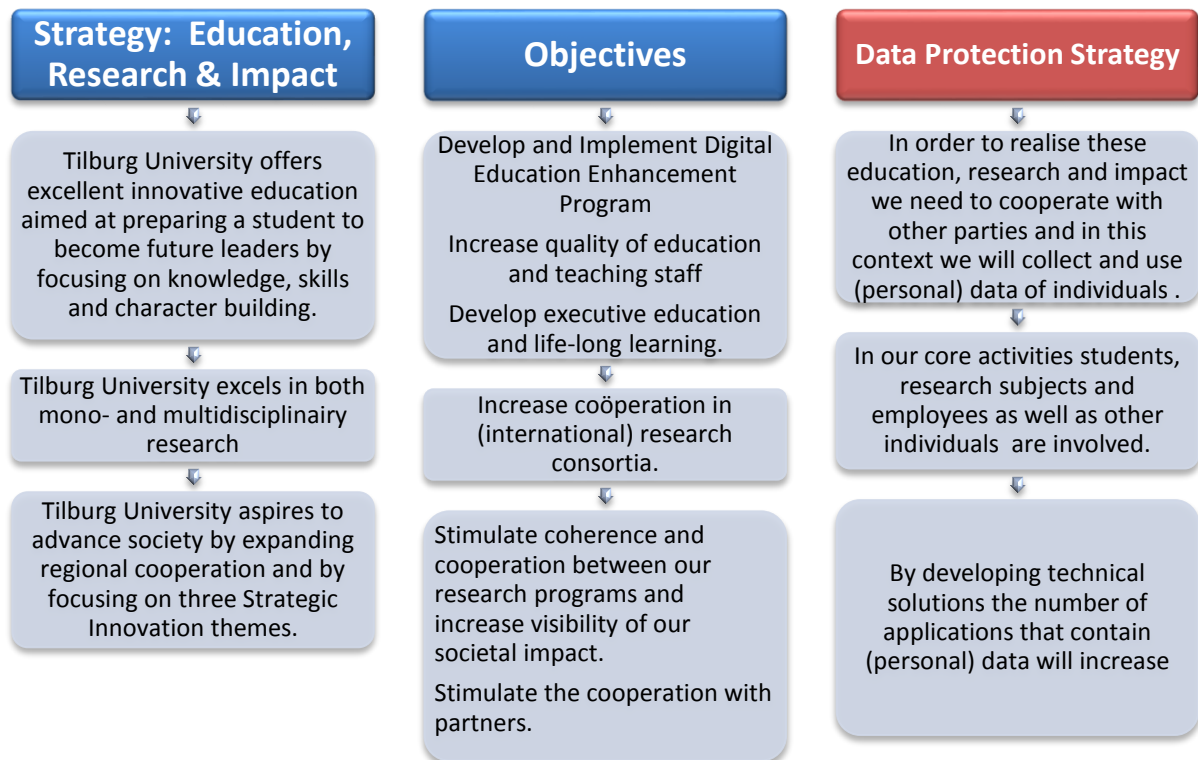 Strategy:  Education,
Research & Impact
Tilburg University offers
excellent innovative education
aimed at preparing a student to
become future leaders by
focusing on knowledge, skills
and character building.
Tilburg University excels in both
mono- and multidisciplinairy
research
Tilburg University aspires to
advance society by expanding
regional cooperation and by
focusing on three Strategic
Innovation themes.
Objectives
Develop and Implement Digital
Education Enhancement
Program
Increase quality of education
and teaching staff
Develop executive education
and life-long learning.
Increase coöperation in
(international) research
consortia.
Stimulate coherence and
cooperation between our
research programs and
increase visibility of our
societal impact.
Stimulate the cooperation with
partners.
Data Protection Strategy
In order to realise these
education, research and impact
we need to cooperate with
other parties and in this
context we will collect and use
(personal) data of individuals .
In our core activities students,
research subjects and
employees as well as other
individuals  are involved.
By developing technical
solutions the number of
applications that contain
(personal) data will increase